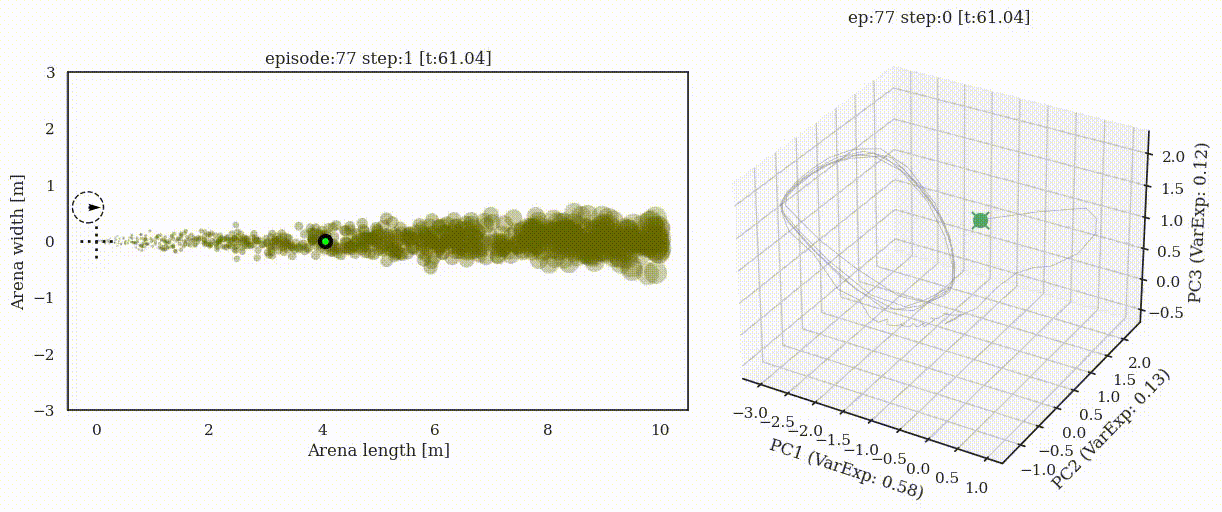 ep:77 step:0 [t:61.04]
episode:77 step:1 [t:61.04]
3
2
1
0
−1
−2
−3
Arena width [m]
0 2 4 6 8 10
Arena length [m]
2.0
1.5
1.0
0.5
0.0
−0.5
PC3 (VarExp: 0.12)
2.0
1.5
1.0
0.5
0.0
−0.5
−1.0
PC2 (VarExp: 0.13)
−3.0 −2.5 −2.0 −1.5 −1.0 −0.5 0.0 0.5 1.0
PC1 (VarExp: 0.58)